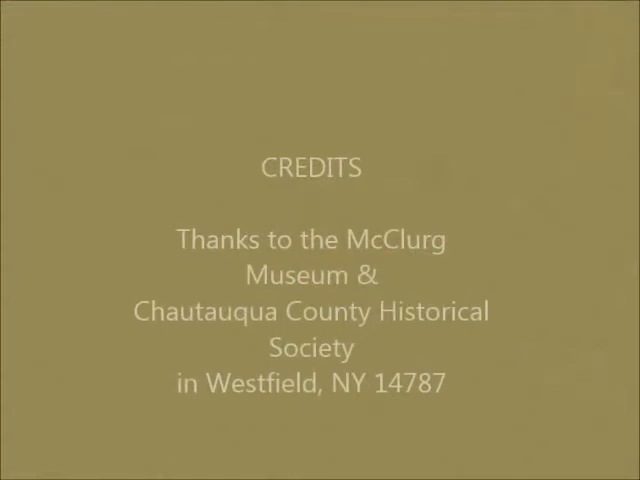 CREDITS
Thanks to the McClurg
Museum &
Chautauqua County Historical
Society
in Westfield, NY 14787